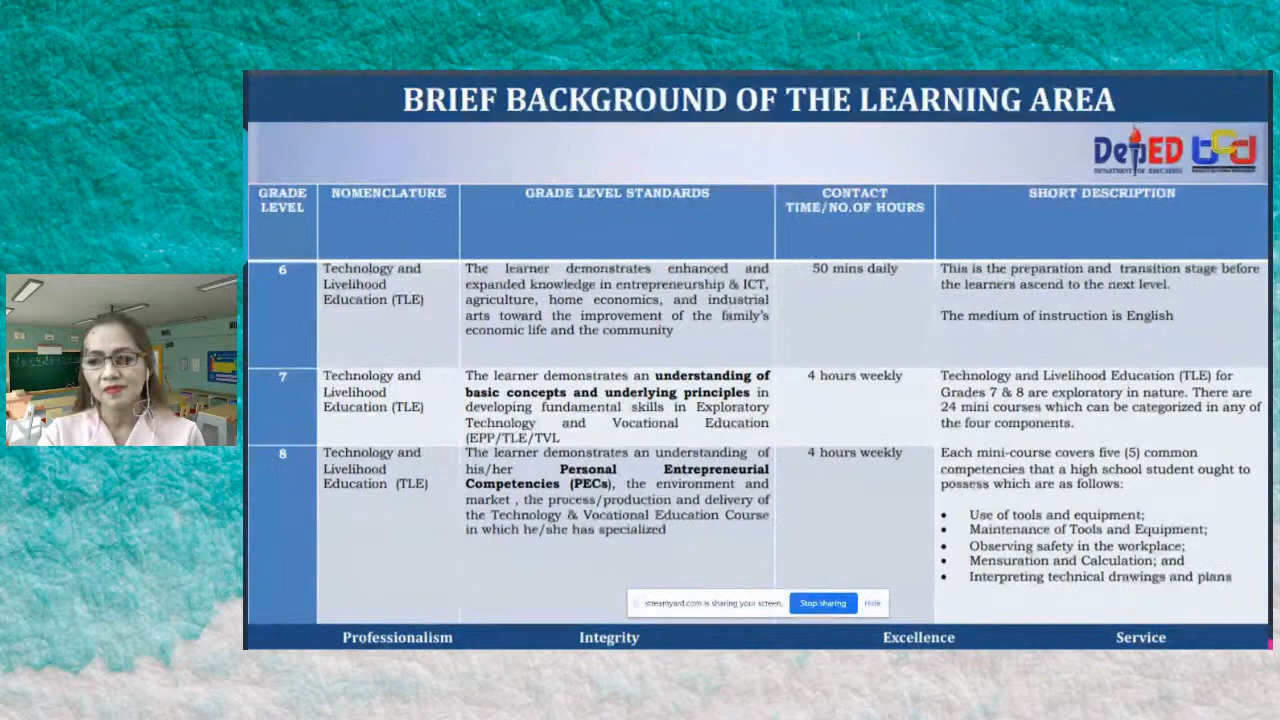 BRIEF BACKGROUND OF THE LEARNING AREA
DepED
DEPARTMENT OF EDUCATION
bcd
GRADE LEVEL
NOMENCLATURE
GRADE LEVEL STANDARDS
CONTACT
TIME/NO.OF HOURS
SHORT DESCRIPTION
6
Technology and
Livelihood
Education (TLE)
The learner demonstrates enhanced and
expanded knowledge in entrepreneurship & ICT,
agriculture, home economics, and industrial
arts toward the improvement of the family's
economic life and the community
50 mins daily
This is the preparation and transition stage before
the learners ascend to the next level.
The medium of instruction is English
7
Technology and
Livelihood
Education (TLE)
The learner demonstrates an understanding of
basic concepts and underlying principles in
developing fundamental skills in Exploratory
Technology and Vocational Education
(EPP/TLE/TVL
4 hours weekly
Technology and Livelihood Education (TLE) for
Grades 7 & 8 are exploratory in nature. There are
24 mini courses which can be categorized in any of
the four components.
8
Technology and
Livelihood
Education (TLE)
The learner demonstrates an understanding of
his/her Personal Entrepreneurial
Competencies (PECs), the environment and
market , the process/production and delivery of
the Technology & Vocational Education Course
in which he/she has specialized
4 hours weekly
Each mini-course covers five (5) common
competencies that a high school student ought to
possess which are as follows:
• Use of tools and equipment;
• Maintenance of Tools and Equipment;
• Observing safety in the workplace;
• Mensuration and Calculation; and
• Interpreting technical drawings and plans
streamyard.com is sharing your screen.
Stop sharing
Hide
Professionalism Integrity Excellence Service